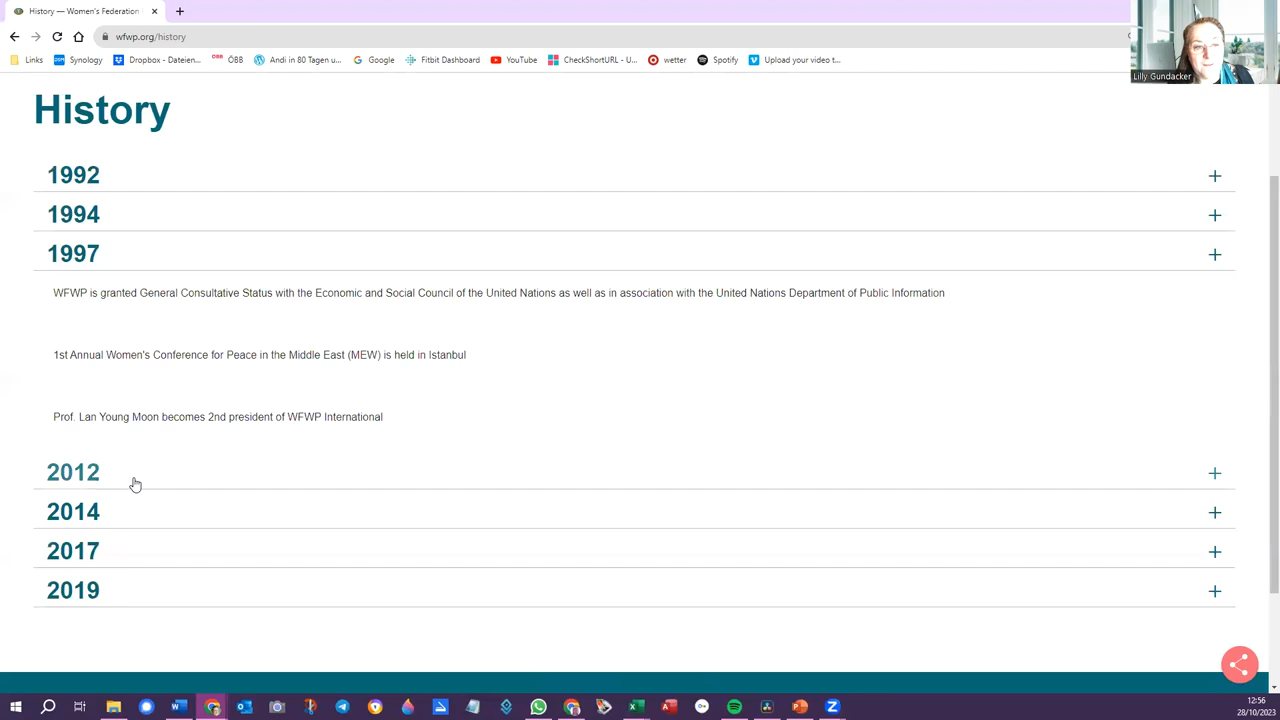 History — Women's Federation
wfwp.org/history
Links
Synology
Dropbox - Dateien...
ÖBB
ÖBB
Andi in 80 Tagen u...
Google
Fitbit Dashboard
YouTube
CheckShortURL - U...
wetter
Spotify
Upload your video t...
Lilly Gundacker
History
1992
1994
1997
WFWP is granted General Consultative Status with the Economic and Social Council of the United Nations as well as in association with the United Nations Department of Public Information
1st Annual Women's Conference for Peace in the Middle East (MEW) is held in Istanbul
Prof. Lan Young Moon becomes 2nd president of WFWP International
2012
2014
2017
2019
12:56
28/10/2023